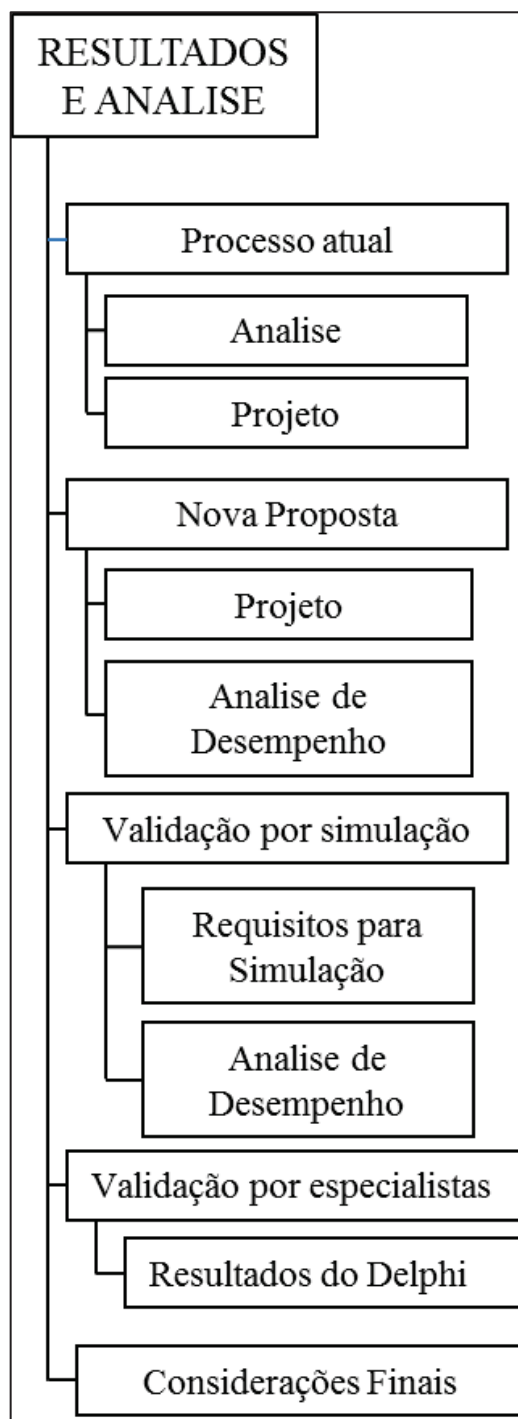 RESULTADOS
E ANALISE
Processo atual
Analise
Projeto
Nova Proposta
Projeto
Analise de
Desempenho
Validação por simulação
Requisitos para
Simulação
Analise de
Desempenho
Validação por especialistas
Resultados do Delphi
Considerações Finais